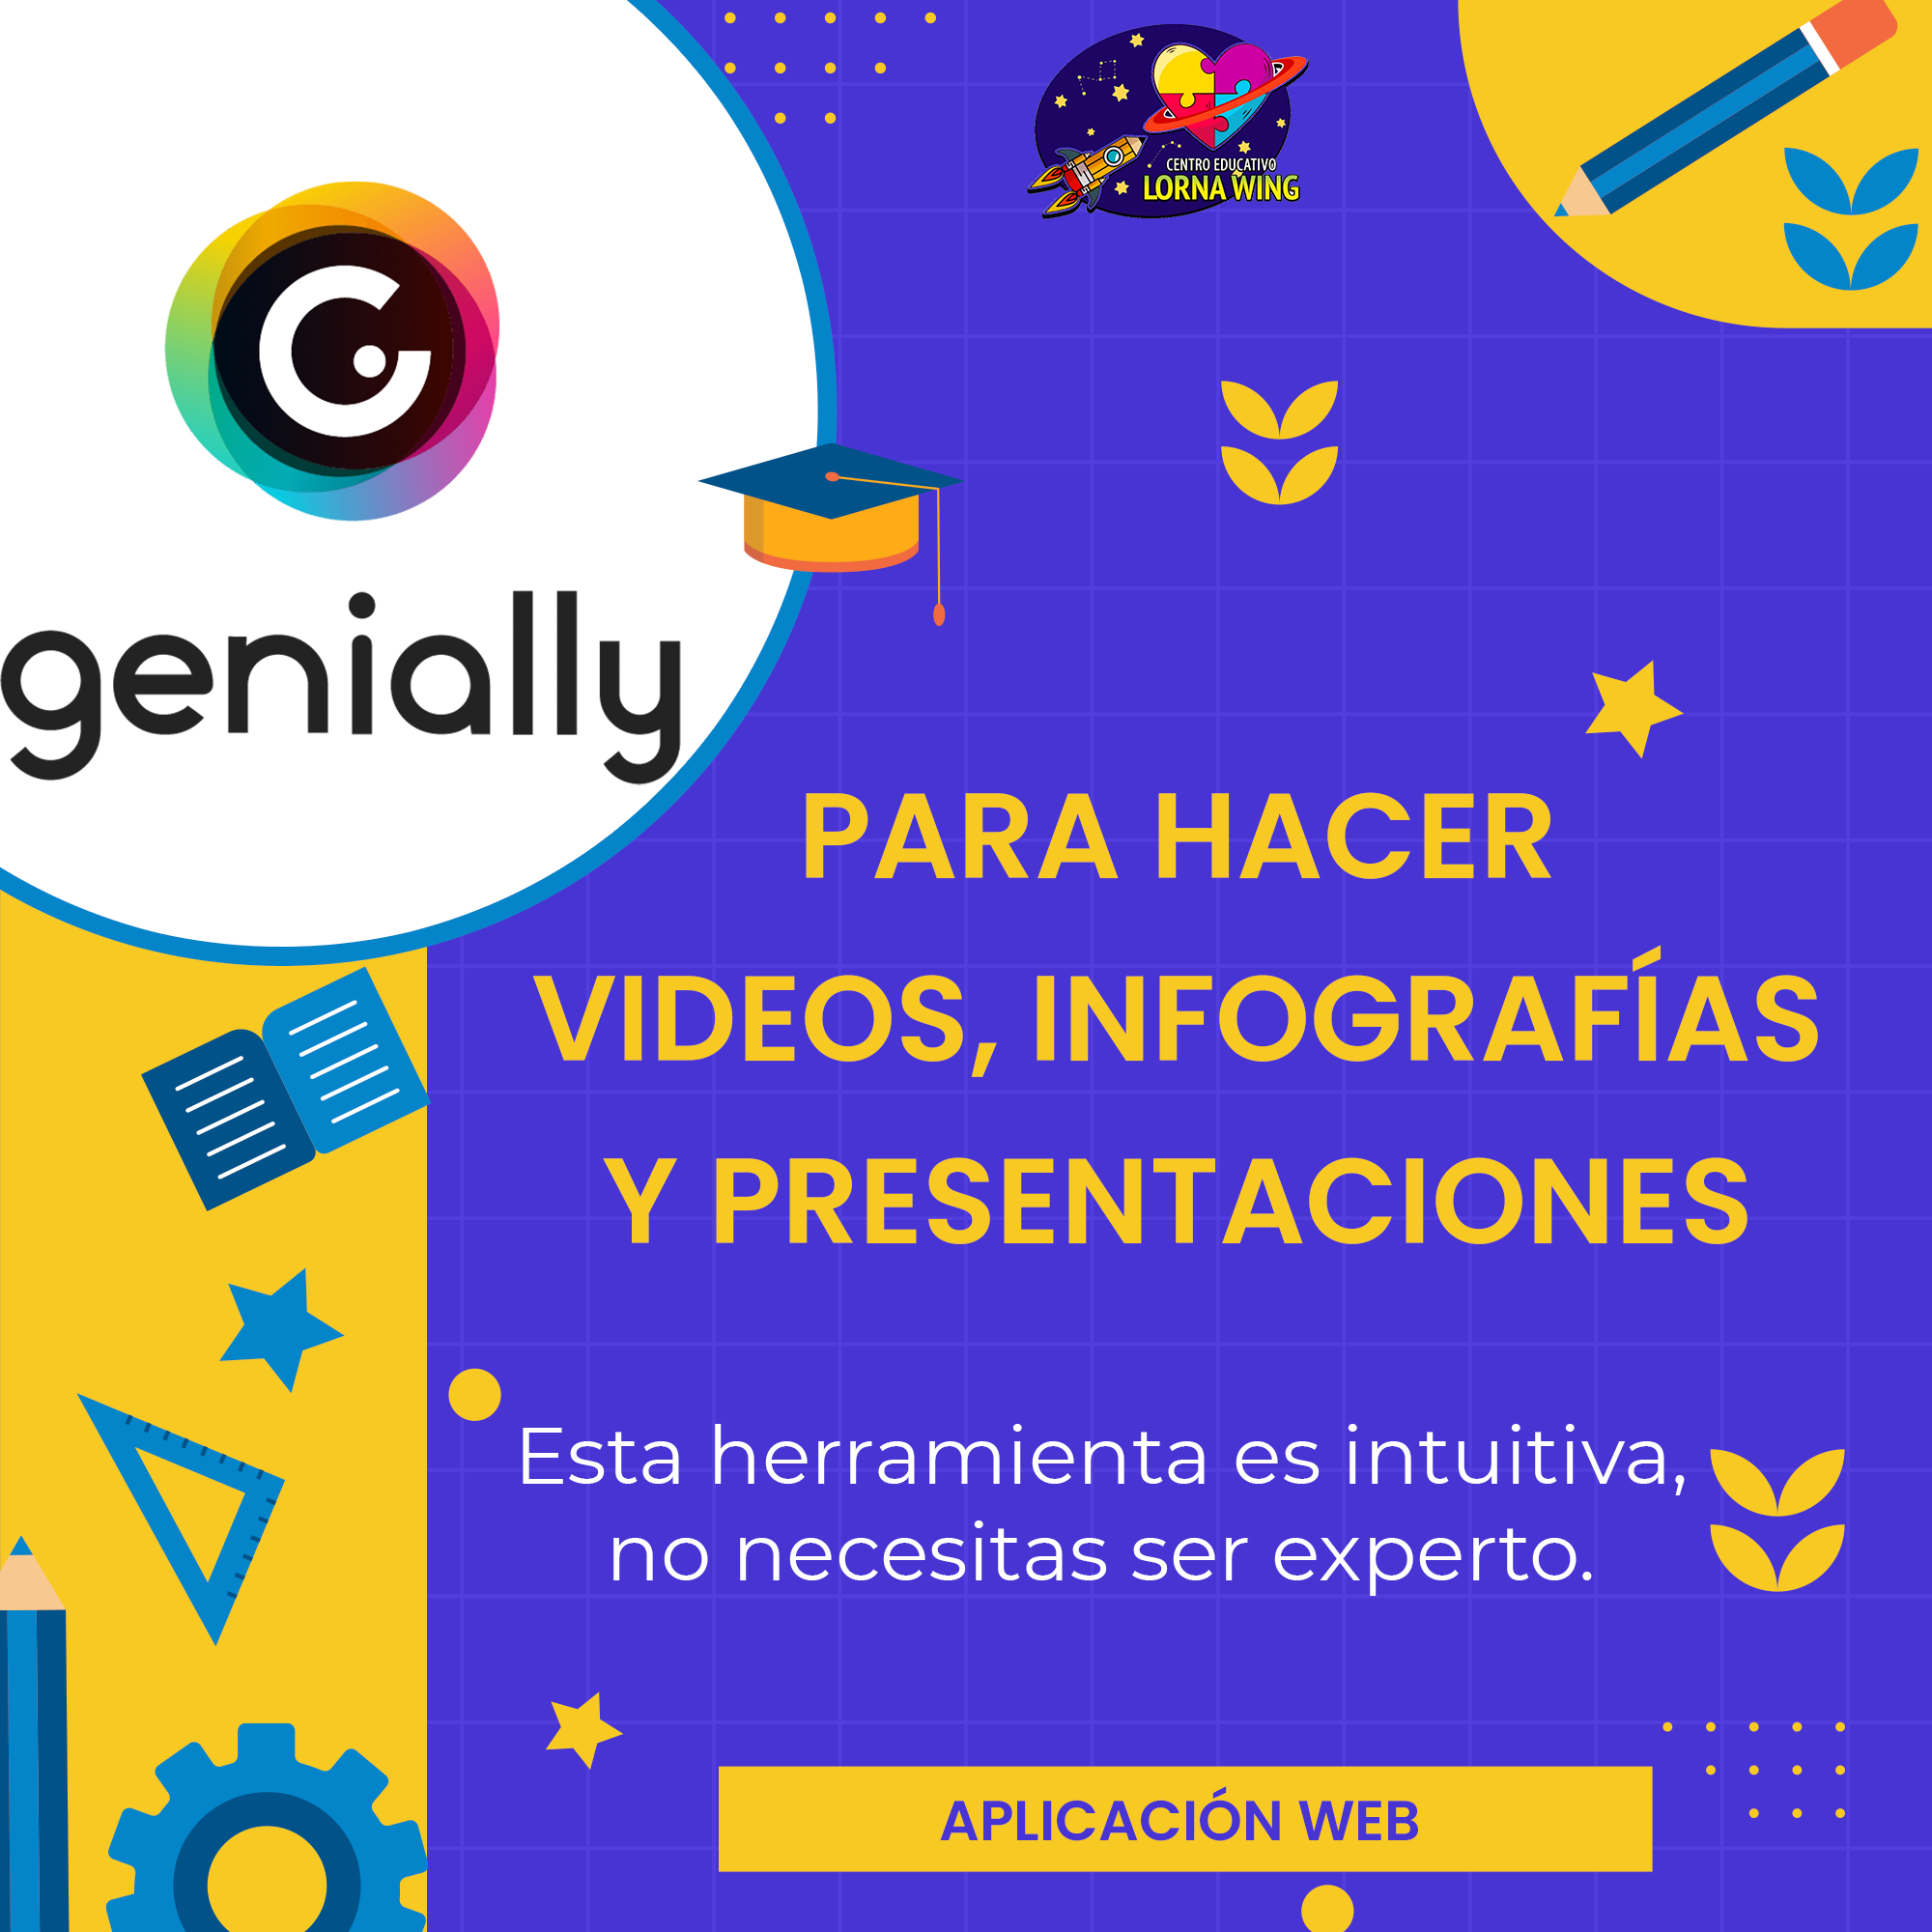 CENTRO EDUCATIVO
LORNA WING
genially
PARA HACER
VIDEOS, INFOGRAFÍAS
Y PRESENTACIONES
Esta herramienta es intuitiva,
no necesitas ser experto.
APLICACIÓN WEB